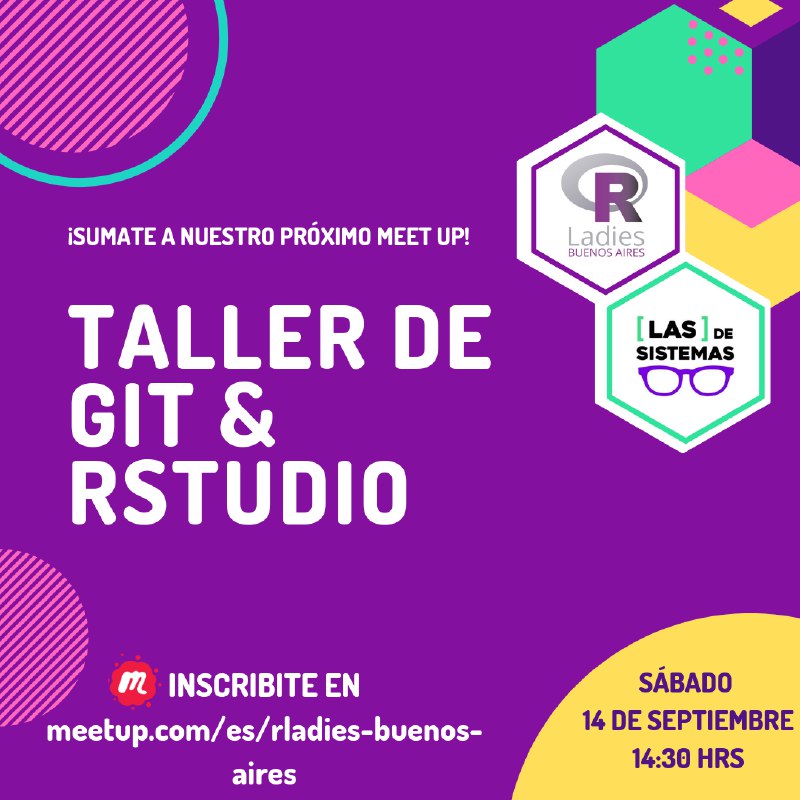 ¡SUMATE A NUESTRO PRÓXIMO MEET UP!
R
Ladies
BUENOS AIRES
[LAS] DE
SISTEMAS
TALLER DE
GIT &
RSTUDIO
m INSCRIBITE EN
meetup.com/es/rladies-buenos-
aires
SÁBADO
14 DE SEPTIEMBRE
14:30 HRS